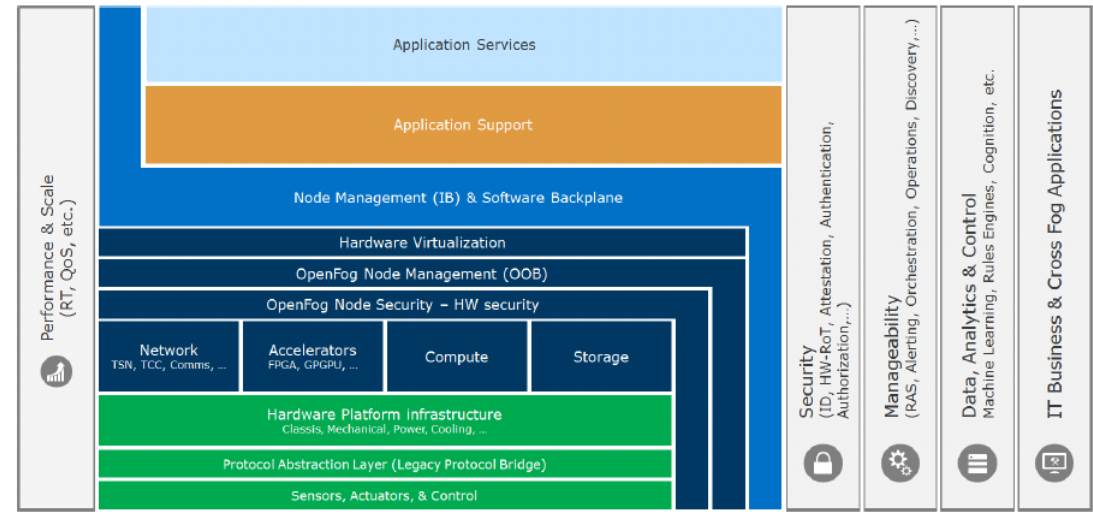 Performance & Scale
(RT, QoS, etc.)
Application Services
Application Support
Node Management (IB) & Software Backplane
Hardware Virtualization
OpenFog Node Management (OOB)
OpenFog Node Security – HW security
Network
TSN, TCC, Comms, ...
Accelerators
FPGA, GPGPU, ...
Compute
Storage
Hardware Platform infrastructure
Classis, Mechanical, Power, Cooling, ...
Protocol Abstraction Layer (Legacy Protocol Bridge)
Sensors, Actuators, & Control
Security
(ID, HW-RoT, Attestation, Authentication,
Authorization,...)
Manageability
(RAS, Alerting, Orchestration, Operations, Discovery,...)
Data, Analytics & Control
Machine Learning, Rules Engines, Cognition, etc.
IT Business & Cross Fog Applications